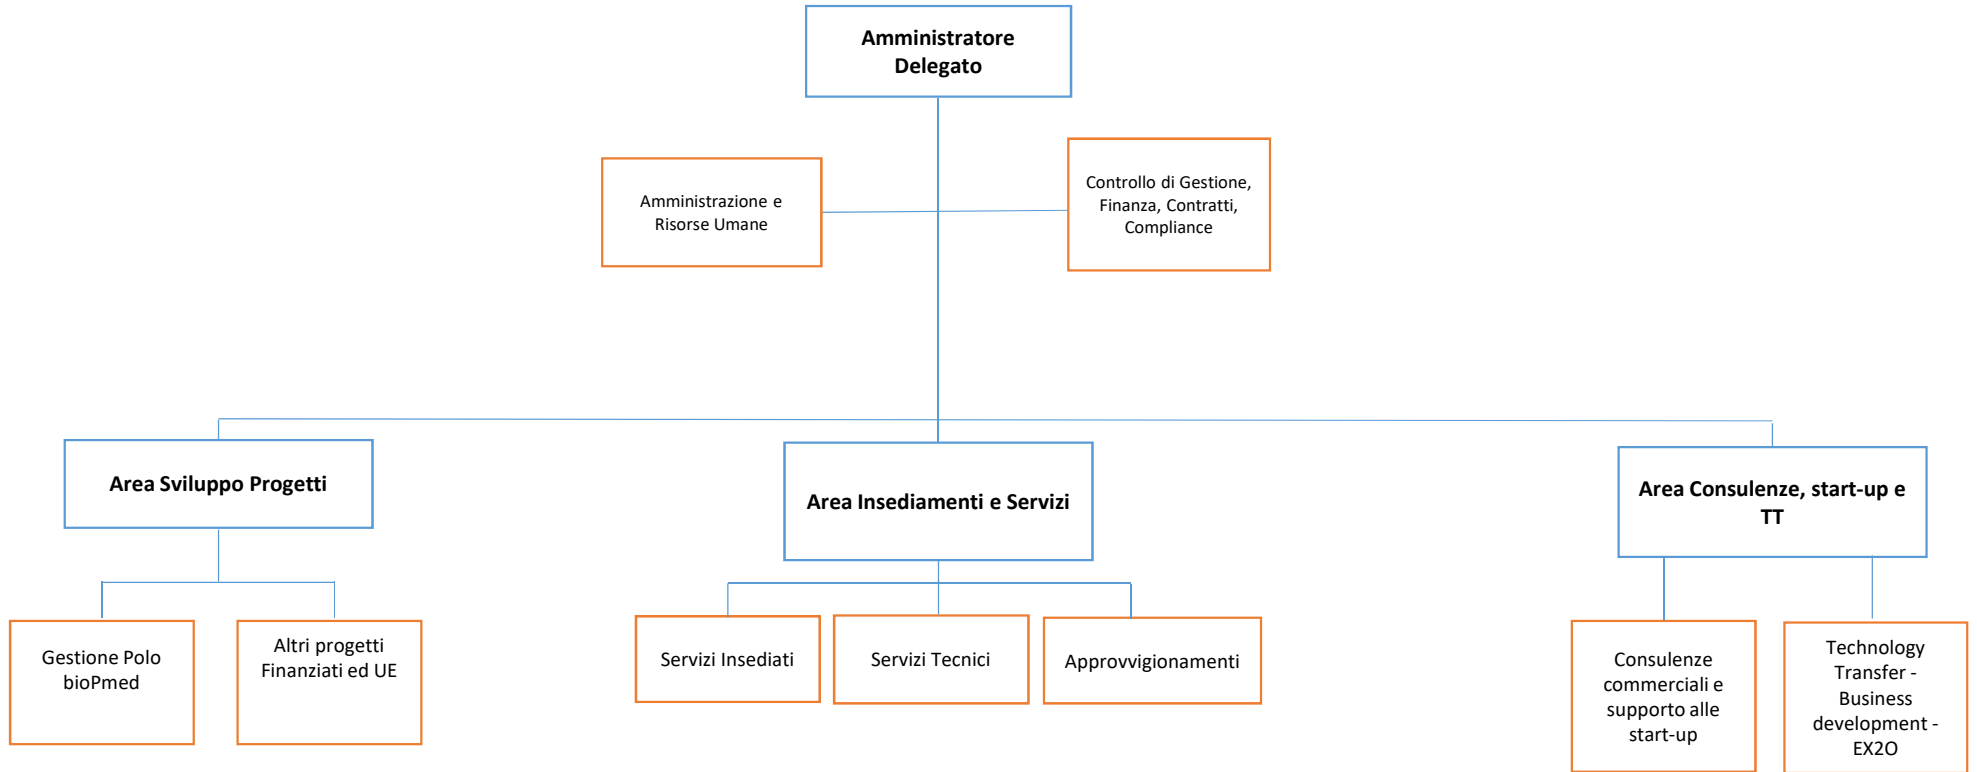 Amministratore
Delegato
Amministrazione e
Risorse Umane
Controllo di Gestione,
Finanza, Contratti,
Compliance
Area Sviluppo Progetti
Area Insediamenti e Servizi
Area Consulenze, start-up e
TT
Gestione Polo
bioPmed
Altri progetti
Finanziati ed UE
Servizi Insediati
Servizi Tecnici
Approvvigionamenti
Consulenze
commerciali e
supporto alle
start-up
Technology
Transfer -
Business
development -
EX2O